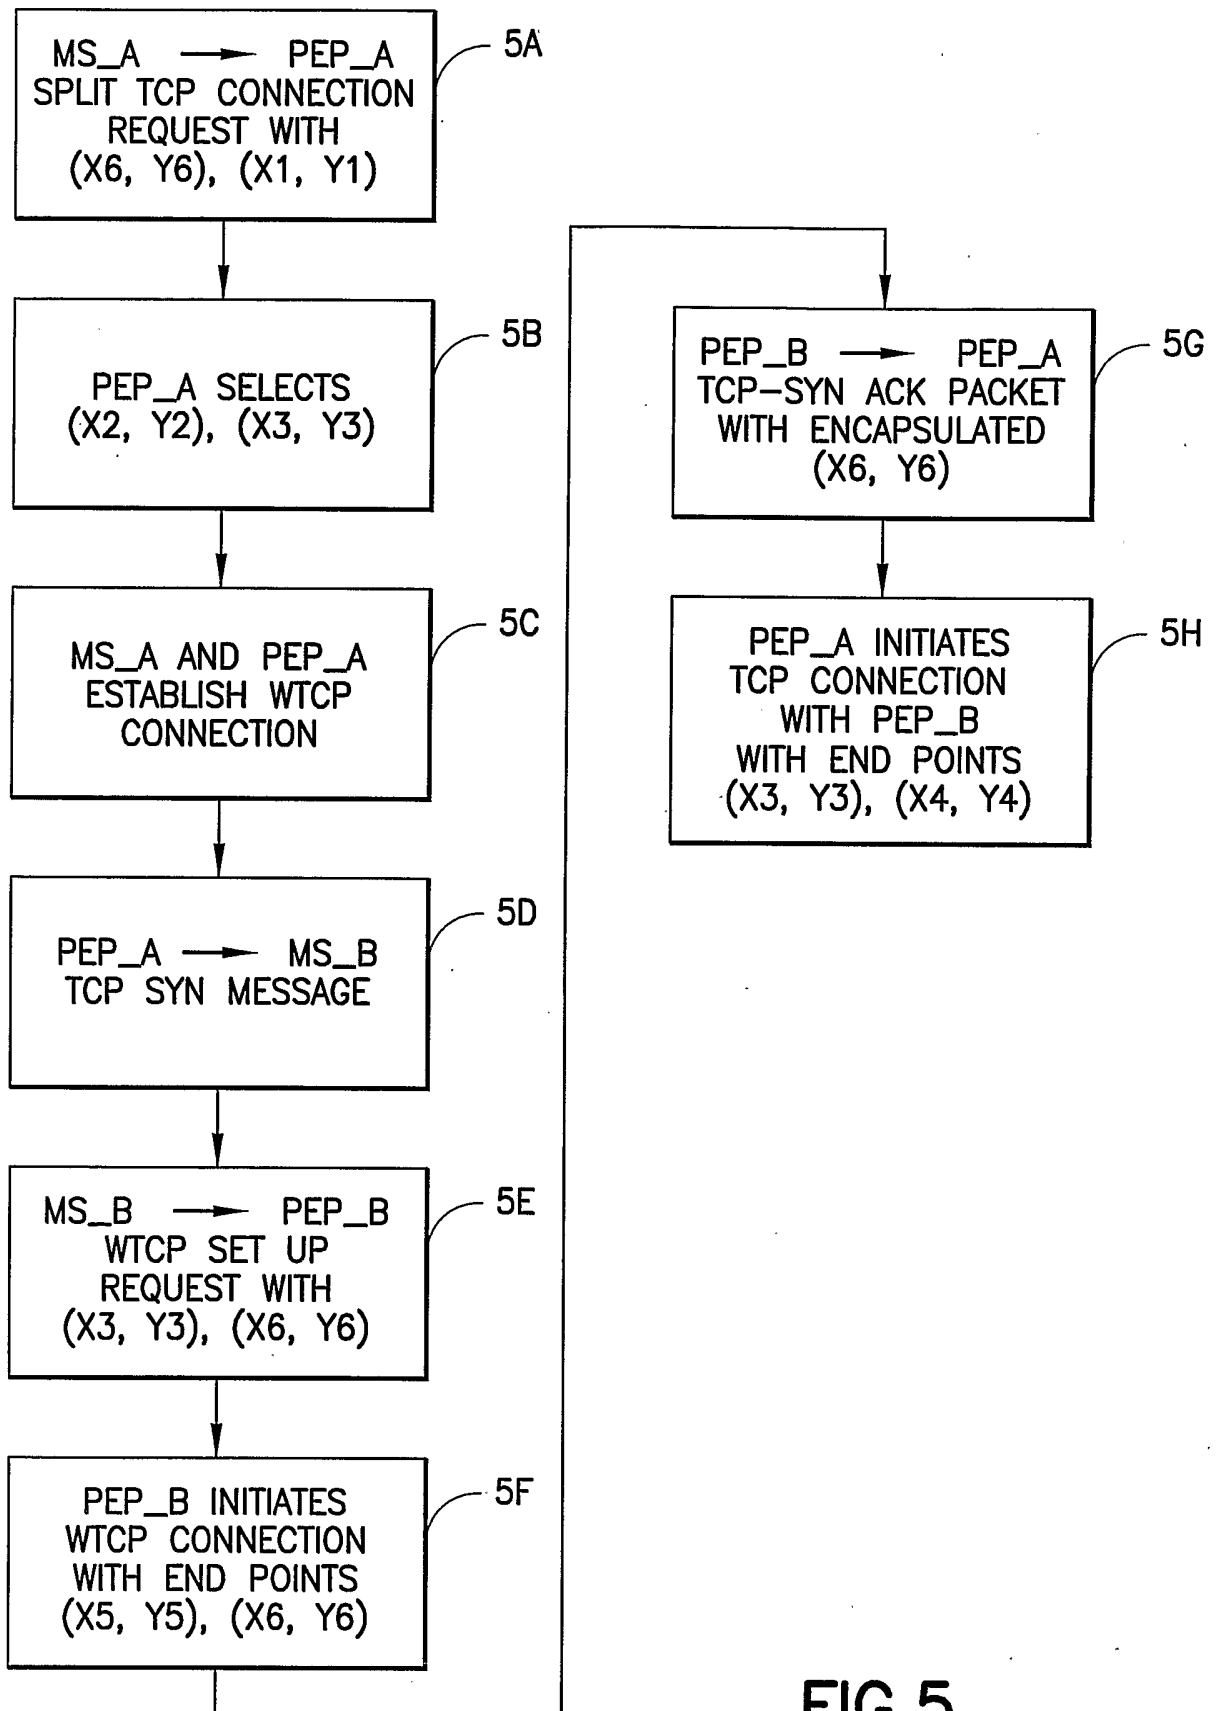 MS_A → PEP_A
SPLIT TCP CONNECTION
REQUEST WITH
(X6, Y6), (X1, Y1)
5A
PEP_A SELECTS
(X2, Y2), (X3, Y3)
5B
MS_A AND PEP_A
ESTABLISH WTCP
CONNECTION
5C
PEP_A → MS_B
TCP SYN MESSAGE
5D
MS_B → PEP_B
WTCP SET UP
REQUEST WITH
(X3, Y3), (X6, Y6)
5E
PEP_B INITIATES
WTCP CONNECTION
WITH END POINTS
(X5, Y5), (X6, Y6)
5F
PEP_B → PEP_A
TCP-SYN ACK PACKET
WITH ENCAPSULATED
(X6, Y6)
5G
PEP_A INITIATES
TCP CONNECTION
WITH PEP_B
WITH END POINTS
(X3, Y3), (X4, Y4)
5H
FIG.5